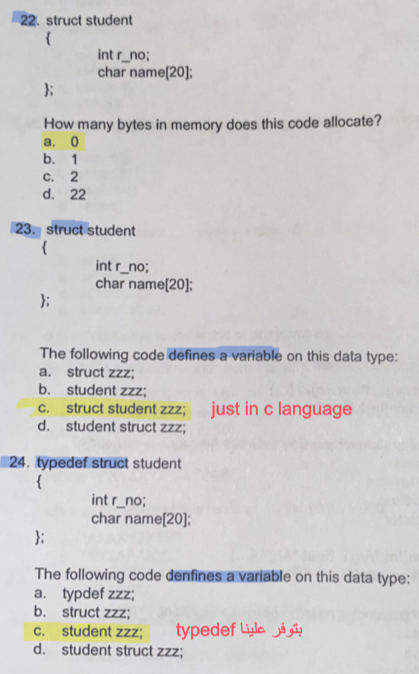 22. struct student
{
int r_no;
char name[20];
};
How many bytes in memory does this code allocate?
a. 0
b. 1
c. 2
d. 22
23. struct student
{
int r_no;
char name[20];
};
The following code defines a variable on this data type:
a. struct zzz;
b. student zzz;
c. struct student zzz; just in c language
d. student struct zzz;
24. typedef struct student
{
int r_no;
char name[20];
};
The following code denfines a variable on this data type:
a. typdef zzz;
b. struct zzz;
c. student zzz; typedef بتوفر علينا
d. student struct zzz;